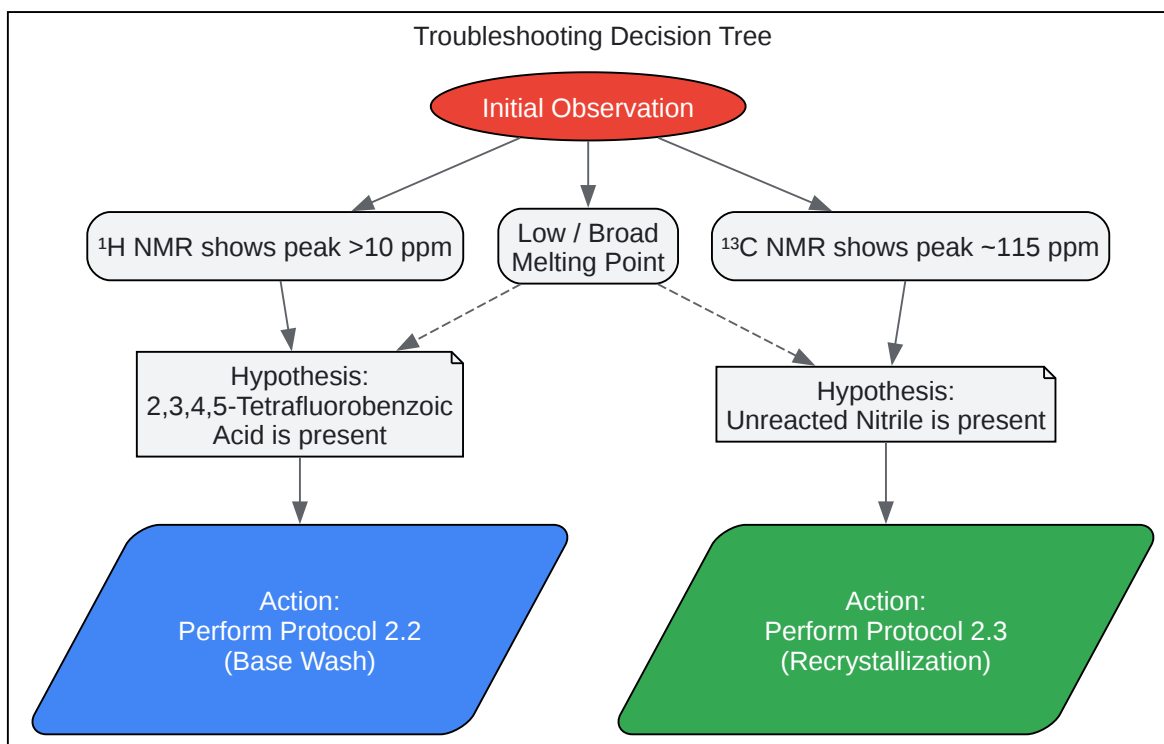 Troubleshooting Decision Tree
Initial Observation
¹H NMR shows peak >10 ppm
Low / Broad
Melting Point
¹³C NMR shows peak ~115 ppm
Hypothesis:
2,3,4,5-Tetrafluorobenzoic
Acid is present
Hypothesis:
Unreacted Nitrile is present
Action:
Perform Protocol 2.2
(Base Wash)
Action:
Perform Protocol 2.3
(Recrystallization)